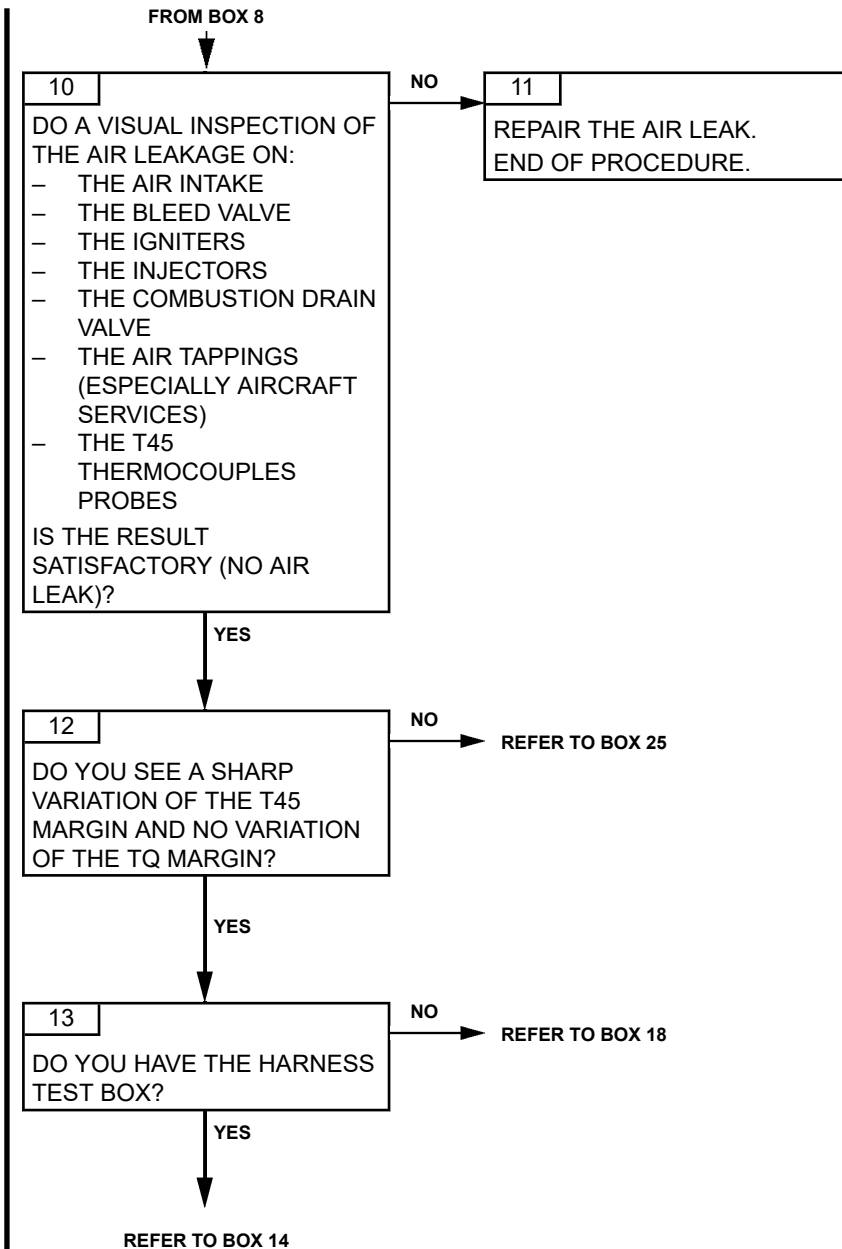 FROM BOX 8
10
DO A VISUAL INSPECTION OF
THE AIR LEAKAGE ON:
– THE AIR INTAKE
– THE BLEED VALVE
– THE IGNITERS
– THE INJECTORS
– THE COMBUSTION DRAIN
VALVE
– THE AIR TAPPINGS
(ESPECIALLY AIRCRAFT
SERVICES)
– THE T45
THERMOCOUPLES
PROBES
IS THE RESULT
SATISFACTORY (NO AIR
LEAK)?
NO
11
REPAIR THE AIR LEAK.
END OF PROCEDURE.
YES
12
DO YOU SEE A SHARP
VARIATION OF THE T45
MARGIN AND NO VARIATION
OF THE TQ MARGIN?
NO
REFER TO BOX 25
YES
13
DO YOU HAVE THE HARNESS
TEST BOX?
NO
REFER TO BOX 18
YES
REFER TO BOX 14